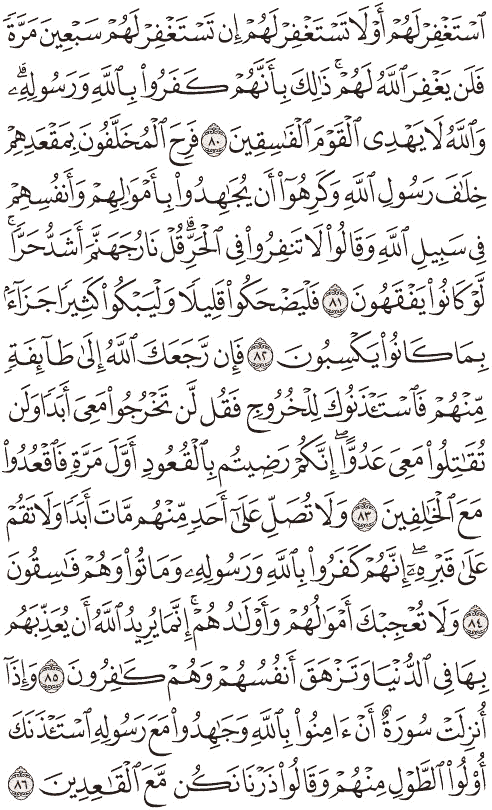 ٱسْتَغْفِرْ لَهُمْ أَوْ لَا تَسْتَغْفِرْ لَهُمْ إِن تَسْتَغْفِرْ لَهُمْ سَبْعِينَ مَرَّةً
فَلَن يَغْفِرَ ٱللَّهُ لَهُمْ ۚ ذَٰلِكَ بِأَنَّهُمْ كَفَرُوا۟ بِٱللَّهِ وَرَسُولِهِۦ ۗ
وَٱللَّهُ لَا يَهْدِى ٱلْقَوْمَ ٱلْفَٰسِقِينَ ٨٠ فَرِحَ ٱلْمُخَلَّفُونَ بِمَقْعَدِهِمْ
خِلَٰفَ رَسُولِ ٱللَّهِ وَكَرِهُوٓا۟ أَن يُجَٰهِدُوا۟ بِأَمْوَٰلِهِمْ وَأَنفُسِهِمْ
فِى سَبِيلِ ٱللَّهِ وَقَالُوا۟ لَا تَنفِرُوا۟ فِى ٱلْحَرِّ ۗ قُلْ نَارُ جَهَنَّمَ أَشَدُّ حَرًّا ۚ
لَّوْ كَانُوا۟ يَفْقَهُونَ ٨١ فَلْيَضْحَكُوا۟ قَلِيلًا وَلْيَبْكُوا۟ كَثِيرًا جَزَآءًۢ
بِمَا كَانُوا۟ يَكْسِبُونَ ٨٢ فَإِن رَّجَعَكَ ٱللَّهُ إِلَىٰ طَآئِفَةٍ
مِّنْهُمْ فَٱسْتَـْٔذَنُوكَ لِلْخُرُوجِ فَقُل لَّن تَخْرُجُوا۟ مَعِىَ أَبَدًا وَلَن
تُقَٰتِلُوا۟ مَعِىَ عَدُوًّا ۖ إِنَّكُمْ رَضِيتُم بِٱلْقُعُودِ أَوَّلَ مَرَّةٍ فَٱقْعُدُوا۟
مَعَ ٱلْخَٰلِفِينَ ٨٣ وَلَا تُصَلِّ عَلَىٰٓ أَحَدٍ مِّنْهُم مَّاتَ أَبَدًا وَلَا تَقُمْ
عَلَىٰ قَبْرِهِۦٓ ۖ إِنَّهُمْ كَفَرُوا۟ بِٱللَّهِ وَرَسُولِهِۦ وَمَاتُوا۟ وَهُمْ فَٰسِقُونَ
٨٤ وَلَا تُعْجِبْكَ أَمْوَٰلُهُمْ وَأَوْلَٰدُهُمْ ۚ إِنَّمَا يُرِيدُ ٱللَّهُ أَن يُعَذِّبَهُم
بِهَا فِى ٱلدُّنْيَا وَتَزْهَقَ أَنفُسُهُمْ وَهُمْ كَٰفِرُونَ ٨٥ وَإِذَآ
أُنزِلَتْ سُورَةٌ أَنْ ءَامِنُوا۟ بِٱللَّهِ وَجَٰهِدُوا۟ مَعَ رَسُولِهِ ٱسْتَـْٔذَنَكَ
أُو۟لُوا۟ ٱلطَّوْلِ مِنْهُمْ وَقَالُوا۟ ذَرْنَا نَكُن مَّعَ ٱلْقَٰعِدِينَ ٨٦